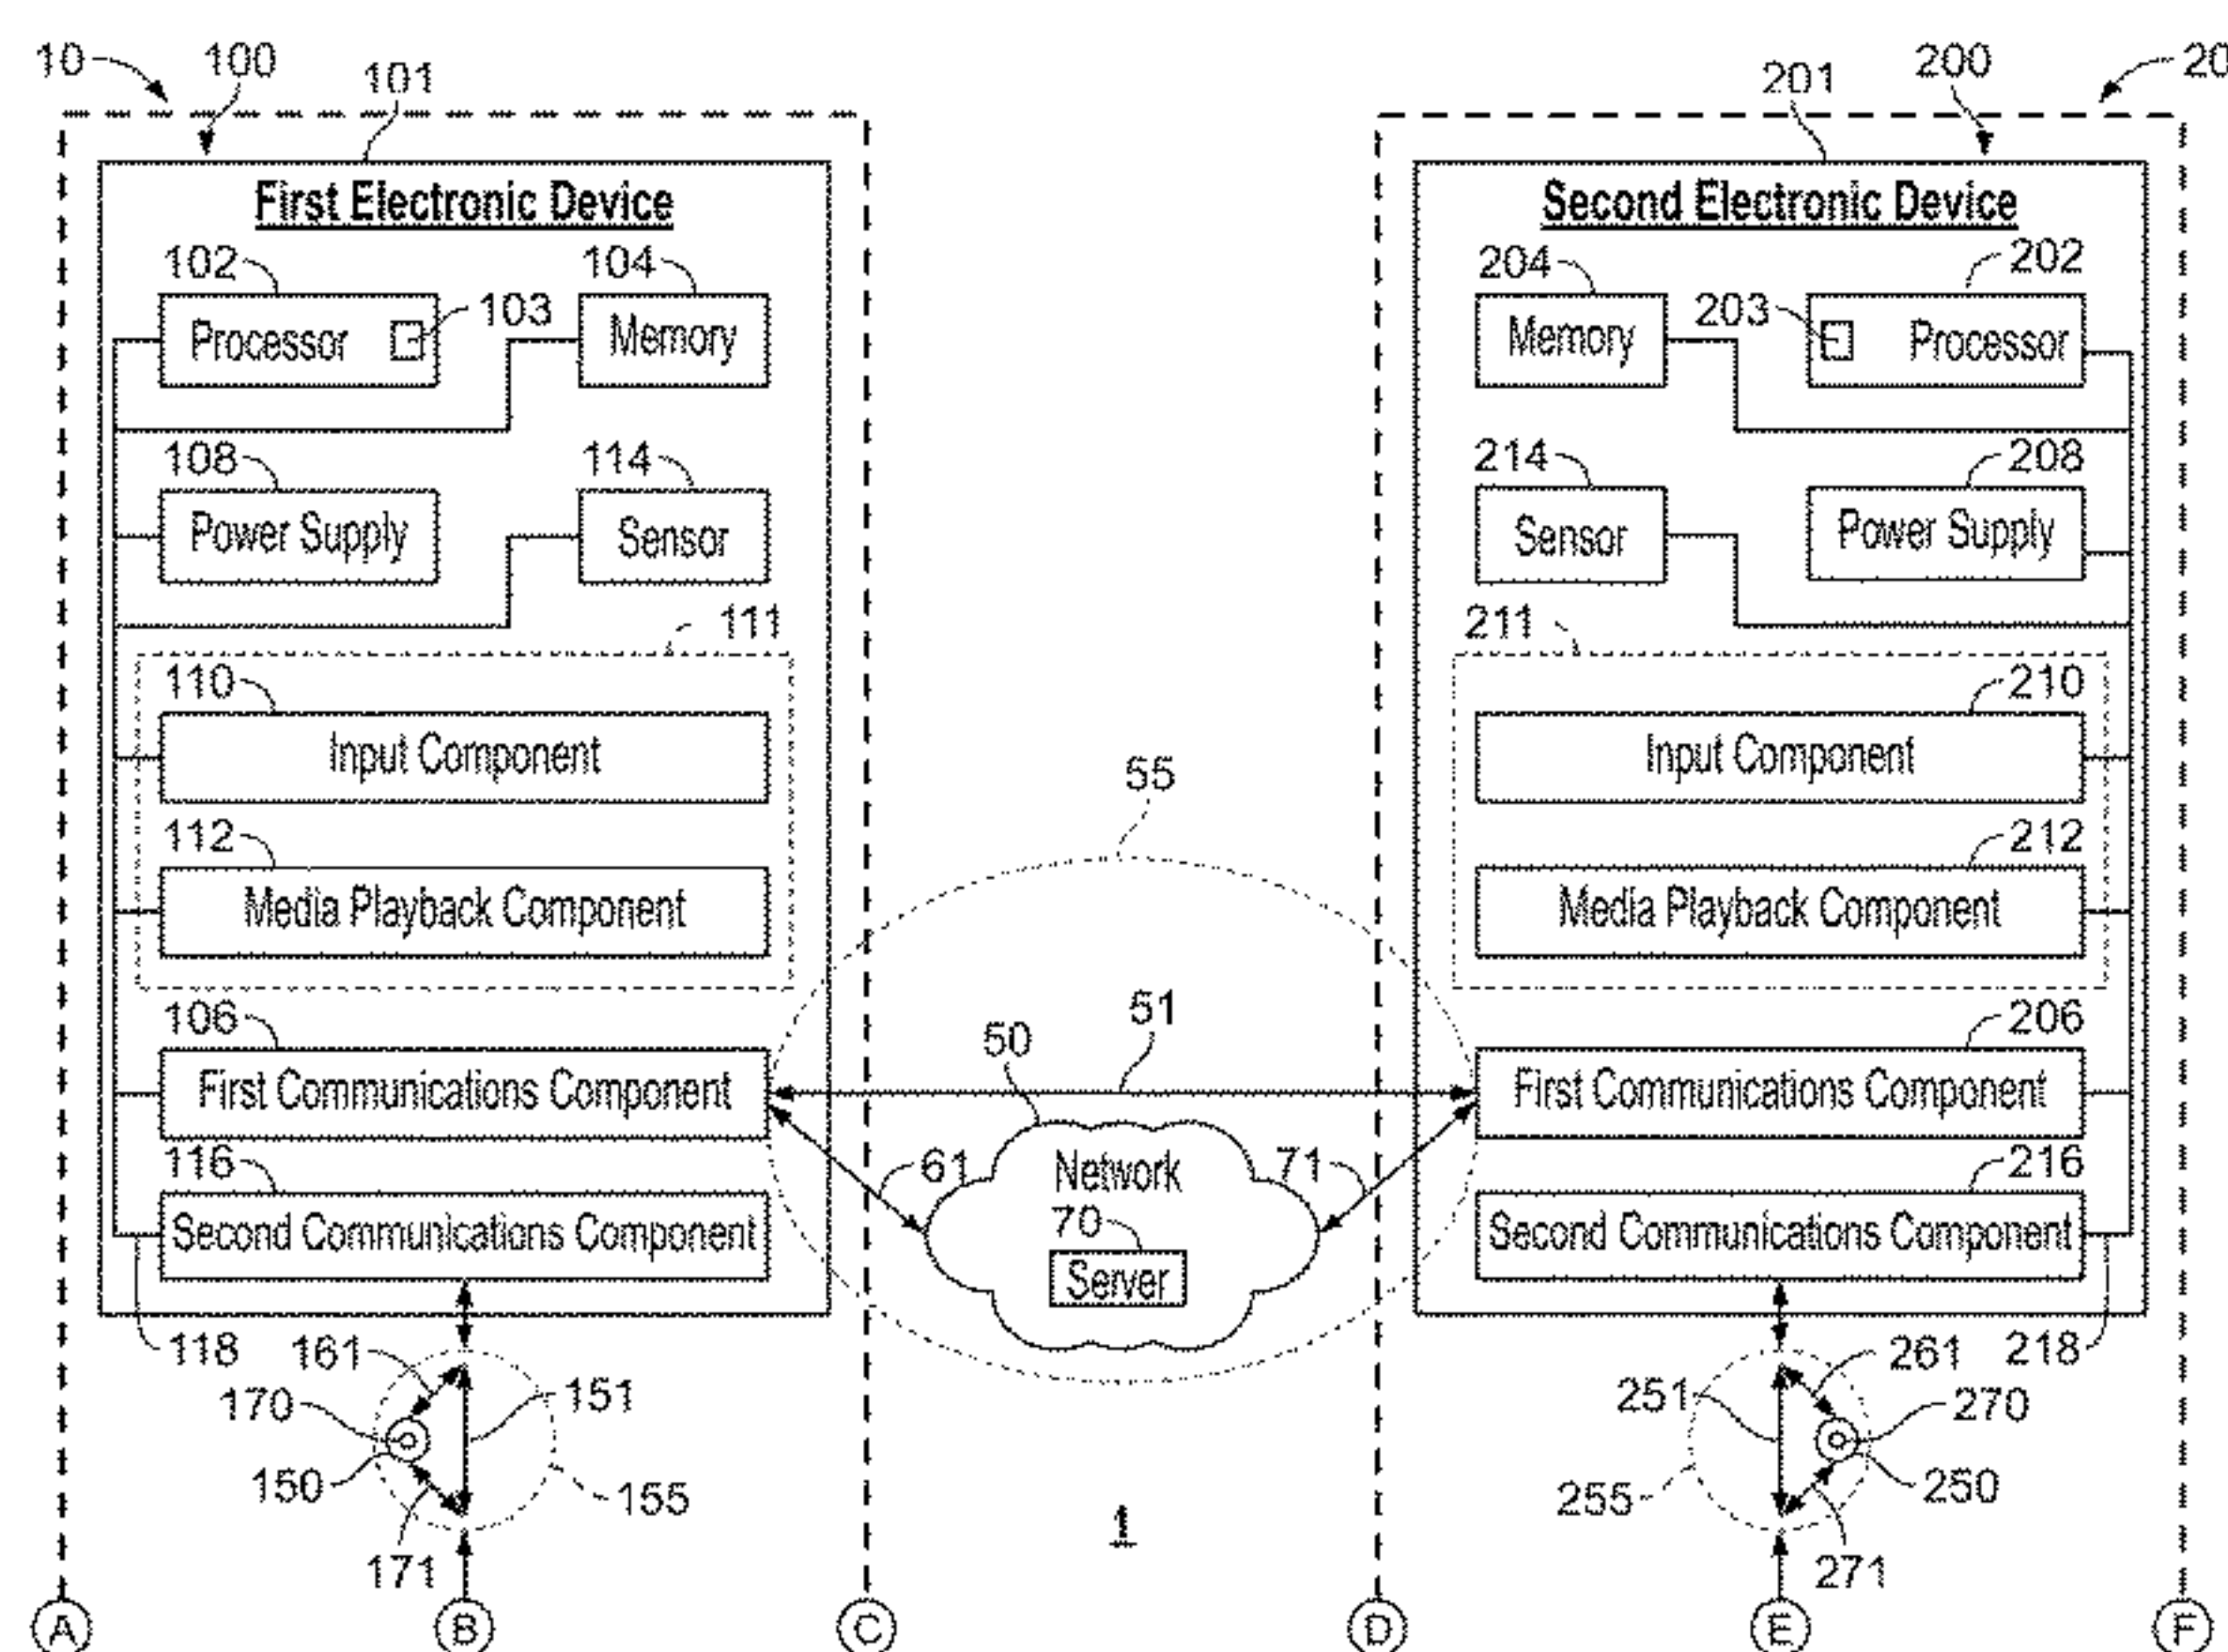 10 100 101 201 200 20
First Electronic Device
Second Electronic Device
102 104 204 202
103 203
Processor Memory Memory Processor
108 114 214 208
Power Supply Sensor Sensor Power Supply
111 211
110 210
Input Component Input Component
55
112 212
Media Playback Component Media Playback Component
51
106 50 206
First Communications Component First Communications Component
116 61 Network 71 216
70
Second Communications Component Second Communications Component
Server
118 161 261 218
170 151 251 270
150 155 255 250
1
171 271
A B C D E F